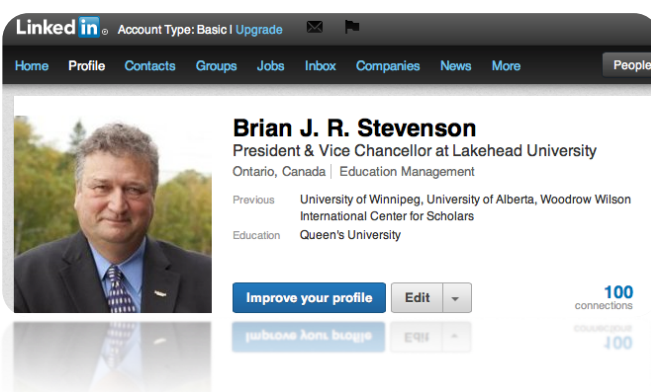 Linked in ® Account Type: Basic | Upgrade
Home Profile Contacts Groups Jobs Inbox Companies News More People
Brian J. R. Stevenson
President & Vice Chancellor at Lakehead University
Ontario, Canada | Education Management
Previous University of Winnipeg, University of Alberta, Woodrow Wilson
International Center for Scholars
Education Queen's University
Improve your profile Edit 100
connections